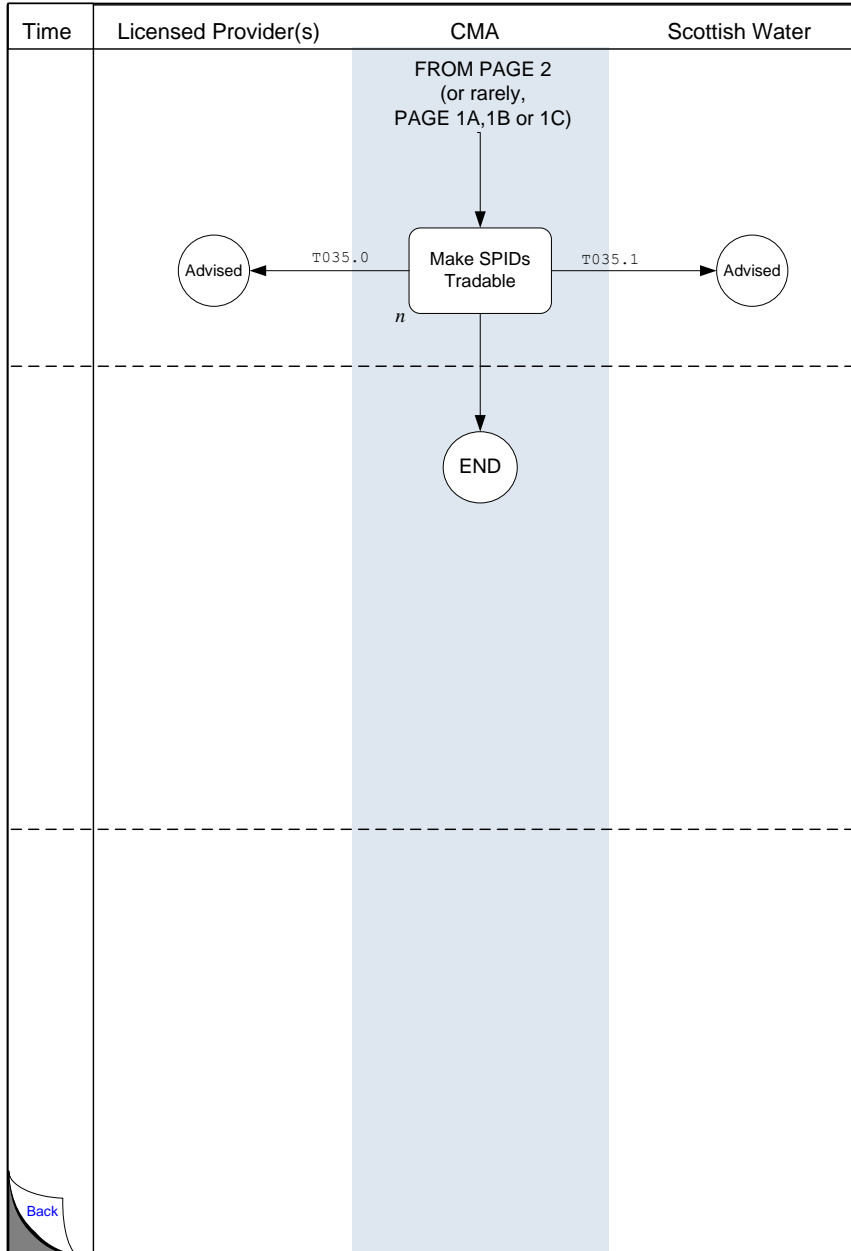 Time
Licensed Provider(s)
CMA
Scottish Water
FROM PAGE 2
(or rarely,
PAGE 1A,1B or 1C)
Advised
T035.0
Make SPIDs
Tradable
T035.1
Advised
n
END
Back